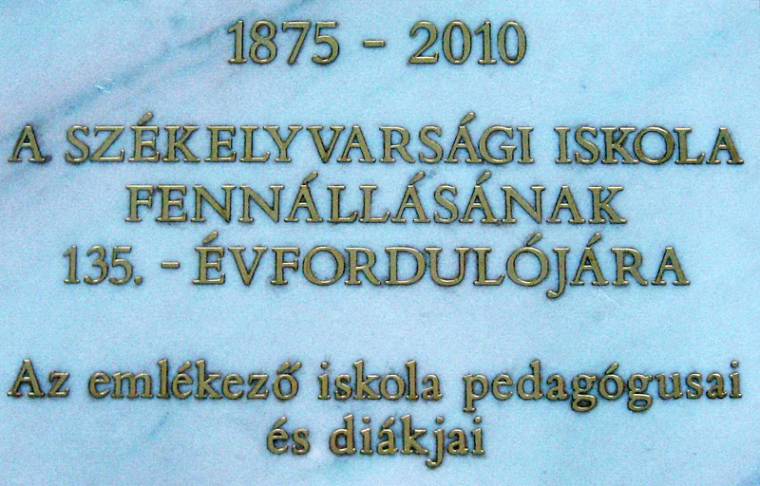 1875 - 2010
A SZÉKELYVARSÁGI ISKOLA
FENNÁLLÁSÁNAK
135. - ÉVFORDULÓJÁRA
Az emlékező iskola pedagógusai
és diákjai